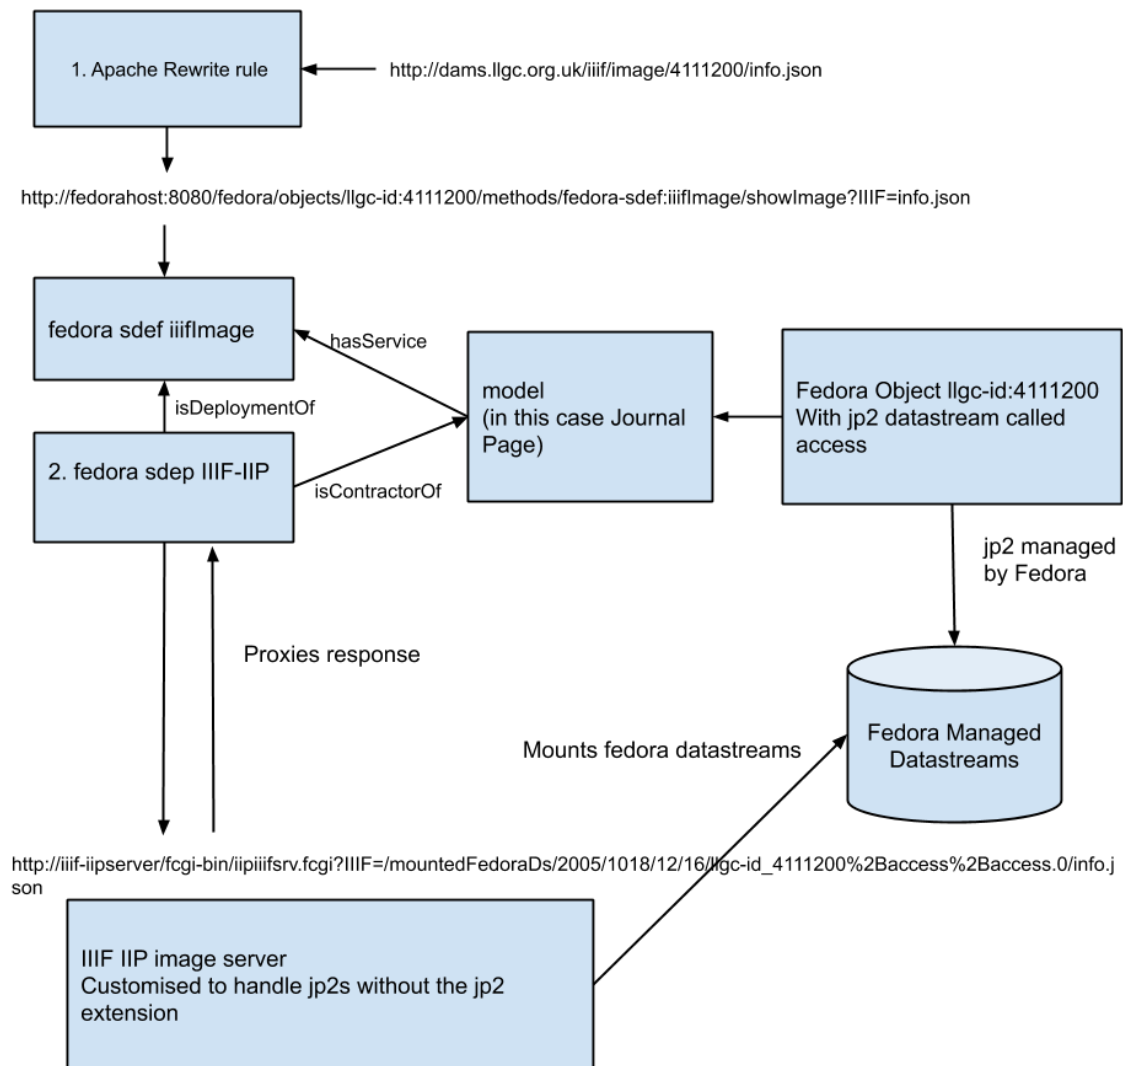 1. Apache Rewrite rule
http://dams.llgc.org.uk/iiif/image/4111200/info.json
http://fedorahost:8080/fedora/objects/llgc-id:4111200/methods/fedora-sdef:iiifImage/showImage?IIIF=info.json
fedora sdef iiifImage
hasService
isDeploymentOf
model
(in this case Journal
Page)
Fedora Object llgc-id:4111200
With jp2 datastream called
access
2. fedora sdep IIIF-IIP
isContractorOf
jp2 managed
by Fedora
Proxies response
Fedora Managed
Datastreams
Mounts fedora datastreams
http://iiif-iipserver/fcgi-bin/iipiiifsrv.fcgi?IIIF=/mountedFedoraDs/2005/1018/12/16/llgc-id_4111200%2Baccess%2Baccess.0/info.j
son
IIIF IIP image server
Customised to handle jp2s without the jp2
extension